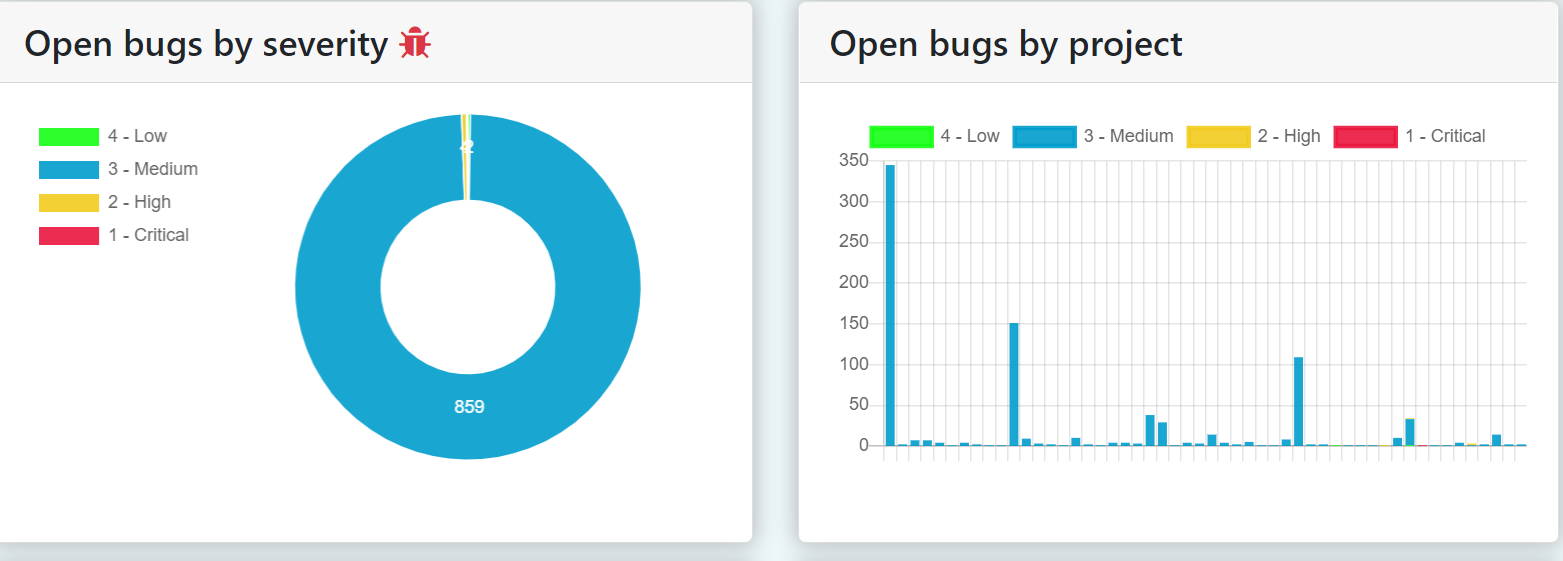 Open bugs by severity
4 - Low
3 - Medium
2 - High
1 - Critical
859
Open bugs by project
4 - Low
3 - Medium
2 - High
1 - Critical
350
300
250
200
150
100
50
0